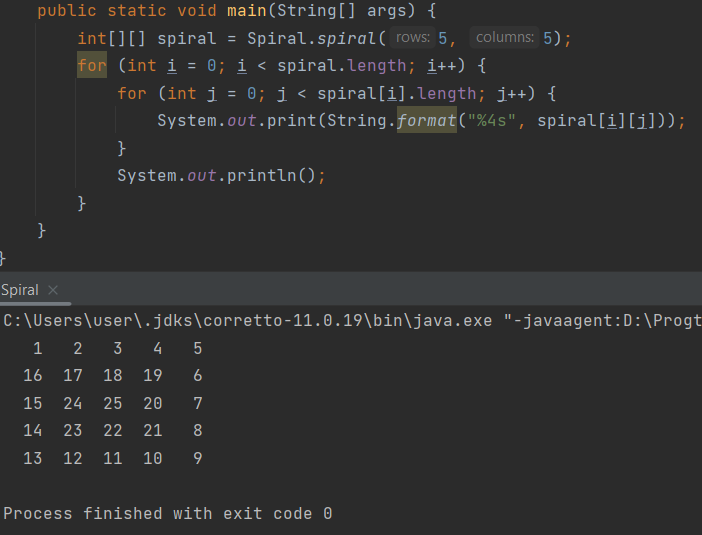 public static void main(String[] args) {
int[][] spiral = Spiral.spiral( rows: 5, columns: 5);
for (int i = 0; i < spiral.length; i++) {
for (int j = 0; j < spiral[i].length; j++) {
System.out.print(String.format("%4s", spiral[i][j]));
}
System.out.println();
}
}
}
Spiral ×
C:\Users\user\.jdks\corretto-11.0.19\bin\java.exe "-javaagent:D:\Progt
1 2 3 4 5
16 17 18 19 6
15 24 25 20 7
14 23 22 21 8
13 12 11 10 9
Process finished with exit code 0